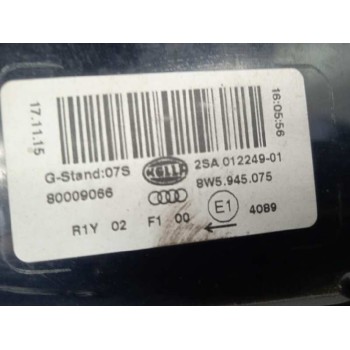 17.11.15
16:05:56
G-Stand:07S
HELLA
2SA 012249-01
80009066
8W5.945.075
R1Y 02 F1 00 E1 4089